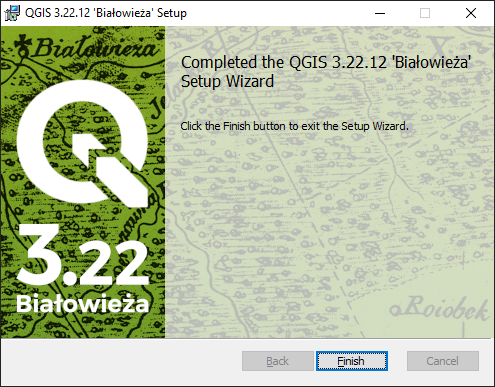 QGIS 3.22.12 'Białowieża' Setup
Białowieża
Completed the QGIS 3.22.12 'Białowieża'
Setup Wizard
Click the Finish button to exit the Setup Wizard.
3.22
Białowieża
Roiobek
Back
Finish
Cancel